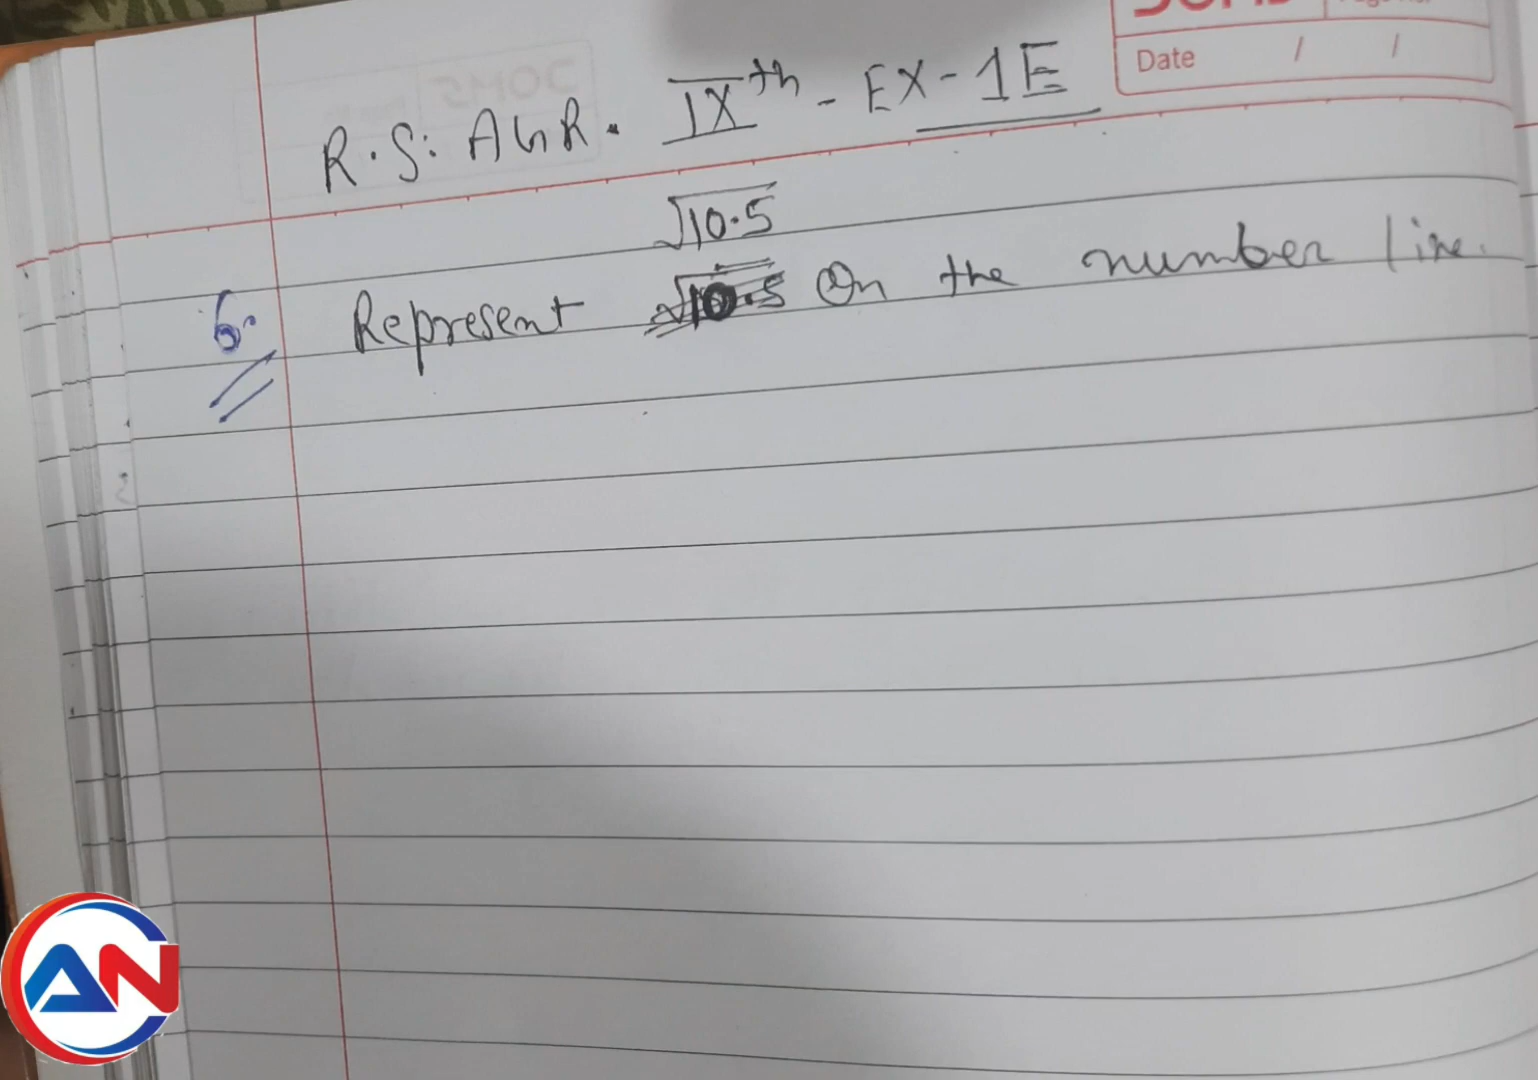 Date / /
R.S: AGR. IXth - EX-1E
√10.5
6. Represent √10.5 On the number line.
AN